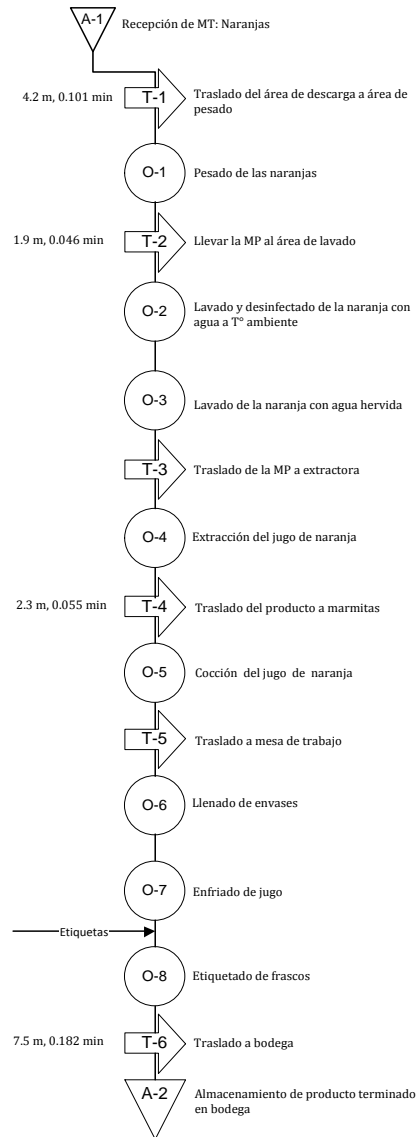 A-1
Recepción de MT: Naranjas
4.2 m, 0.101 min
T-1
Traslado del área de descarga a área de
pesado
O-1
Pesado de las naranjas
1.9 m, 0.046 min
T-2
Llevar la MP al área de lavado
O-2
Lavado y desinfectado de la naranja con
agua a T° ambiente
O-3
Lavado de la naranja con agua hervida
T-3
Traslado de la MP a extractora
O-4
Extracción del jugo de naranja
2.3 m, 0.055 min
T-4
Traslado del producto a marmitas
O-5
Cocción del jugo de naranja
T-5
Traslado a mesa de trabajo
O-6
Llenado de envases
O-7
Enfriado de jugo
Etiquetas
O-8
Etiquetado de frascos
7.5 m, 0.182 min
T-6
Traslado a bodega
A-2
Almacenamiento de producto terminado
en bodega